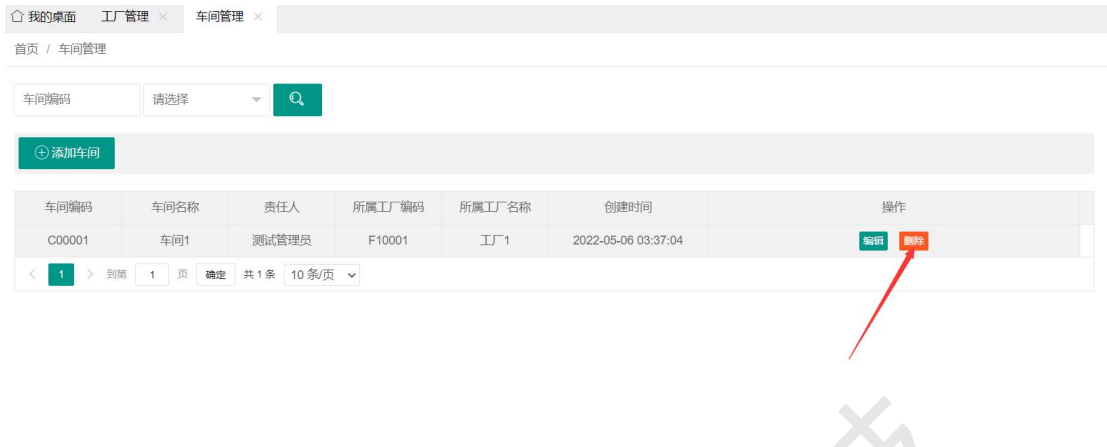 我的桌面 工厂管理 车间管理
首页 / 车间管理
车间编码 请选择
添加车间
车间编码 车间名称 责任人 所属工厂编码 所属工厂名称 创建时间 操作
C00001 车间1 测试管理员 F10001 工厂1 2022-05-06 03:37:04 编辑 删除
1 到第 1 页 确定 共 1 条 10 条/页